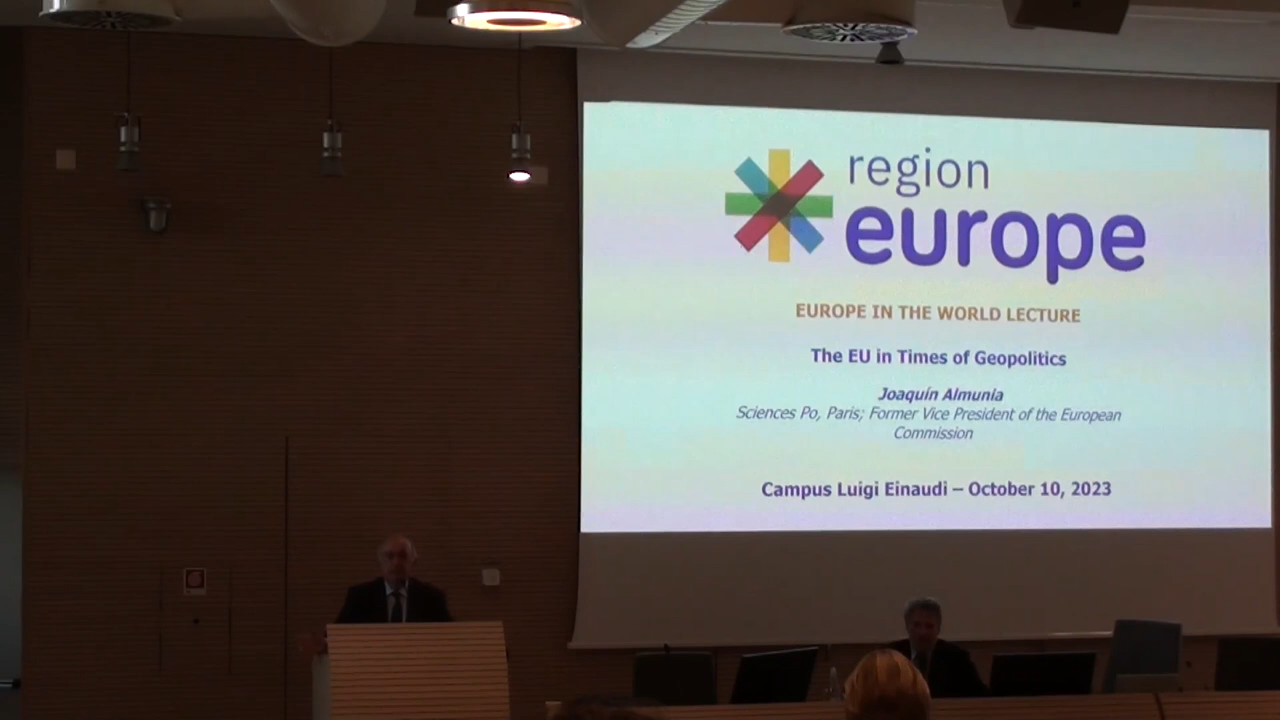 region
europe
EUROPE IN THE WORLD LECTURE
The EU in Times of Geopolitics
Joaquín Almunia
Sciences Po, Paris; Former Vice President of the European
Commission
Campus Luigi Einaudi – October 10, 2023